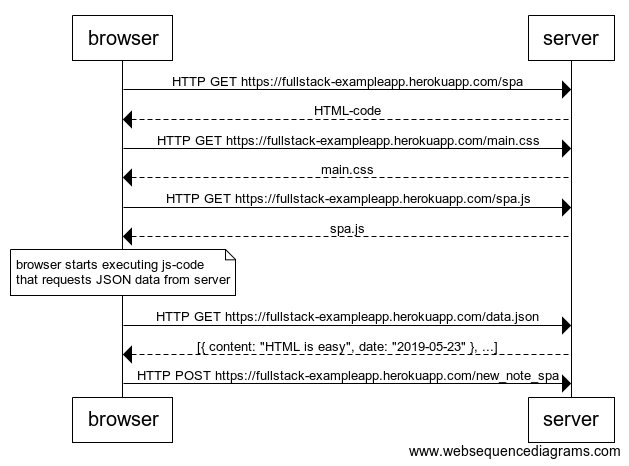 browser
server
HTTP GET https://fullstack-exampleapp.herokuapp.com/spa
HTML-code
HTTP GET https://fullstack-exampleapp.herokuapp.com/main.css
main.css
HTTP GET https://fullstack-exampleapp.herokuapp.com/spa.js
spa.js
browser starts executing js-code
that requests JSON data from server
HTTP GET https://fullstack-exampleapp.herokuapp.com/data.json
[{ content: "HTML is easy", date: "2019-05-23" }, ...]
HTTP POST https://fullstack-exampleapp.herokuapp.com/new_note_spa
browser
server
www.websequencediagrams.com